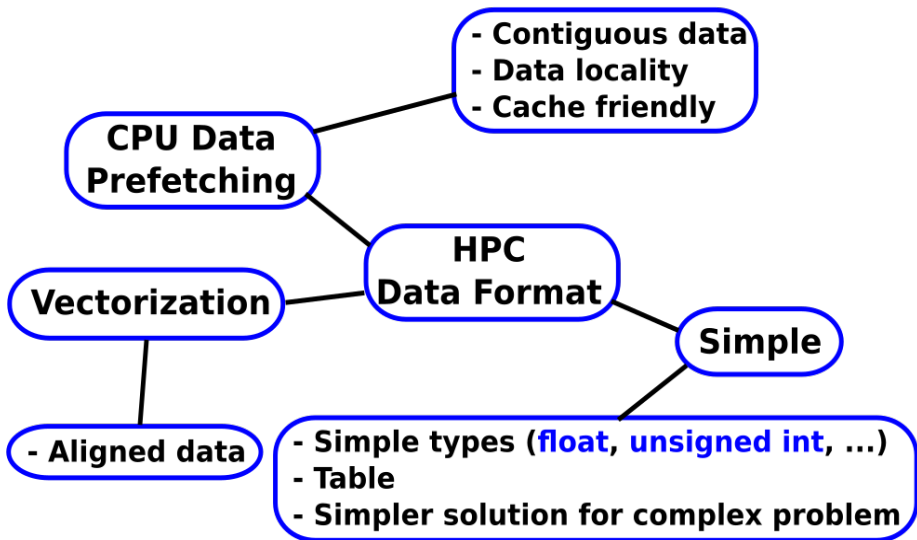 - Contiguous data
- Data locality
- Cache friendly
CPU Data
Prefetching
HPC
Data Format
Vectorization
Simple
- Aligned data
- Simple types (float, unsigned int, ...)
- Table
- Simpler solution for complex problem